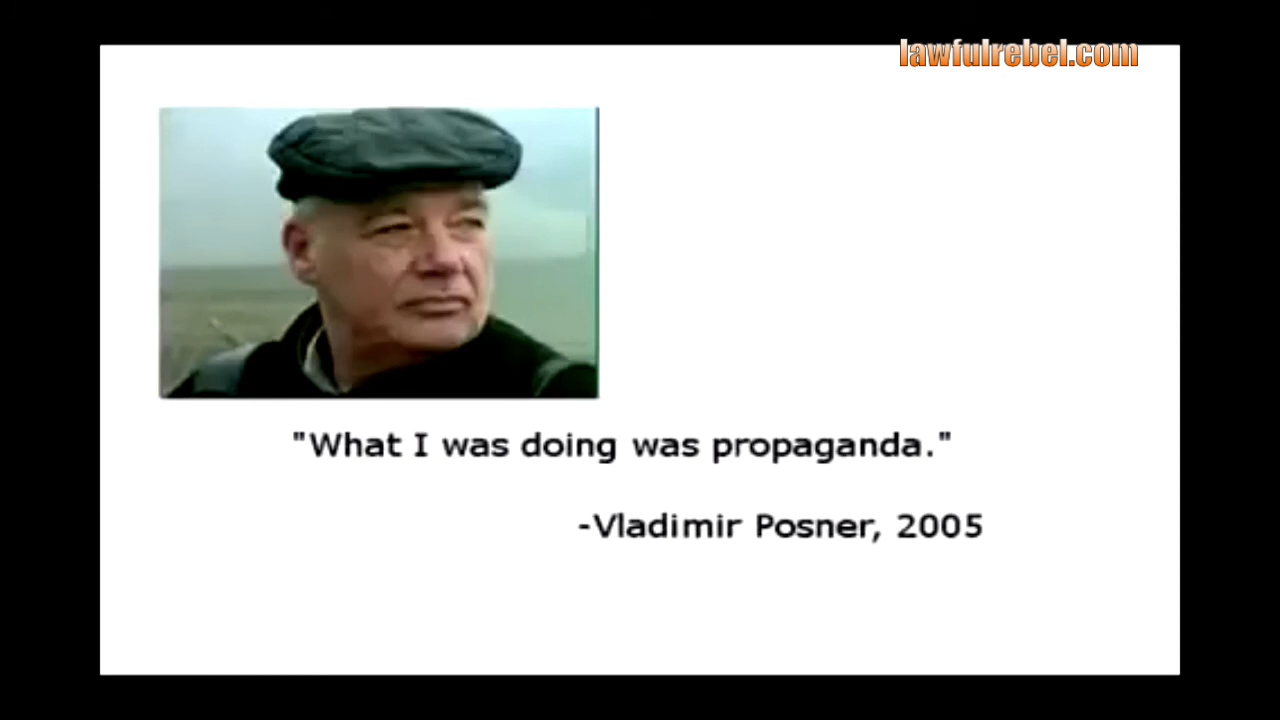 lawfulrebel.com
"What I was doing was propaganda."
-Vladimir Posner, 2005